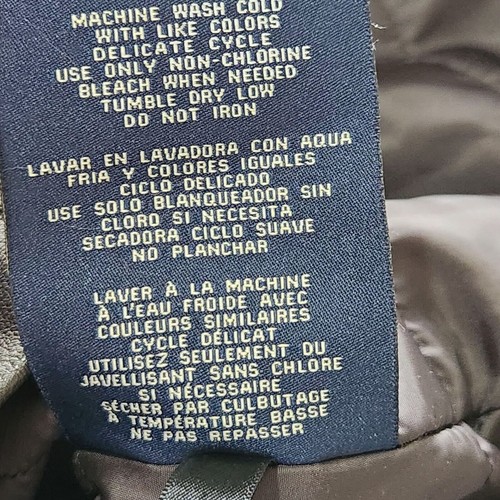 MACHINE WASH COLD
WITH LIKE COLORS
DELICATE CYCLE
USE ONLY NON-CHLORINE
BLEACH WHEN NEEDED
TUMBLE DRY LOW
DO NOT IRON
LAVAR EN LAVADORA CON AQUA
FRIA Y COLORES IGUALES
CICLO DELICADO
USE SOLO BLANQUEADOR SIN
CLORO SI NECESITA
SECADORA CICLO SUAVE
NO PLANCHAR
LAVER À LA MACHINE
À L'EAU FROIDE AVEC
COULEURS SIMILAIRES
CYCLE DÉLICAT
UTILISEZ SEULEMENT DU
JAVELLISANT SANS CHLORE
SI NÉCESSAIRE
SÉCHER PAR CULBUTAGE
À TEMPÉRATURE BASSE
NE PAS REPASSER